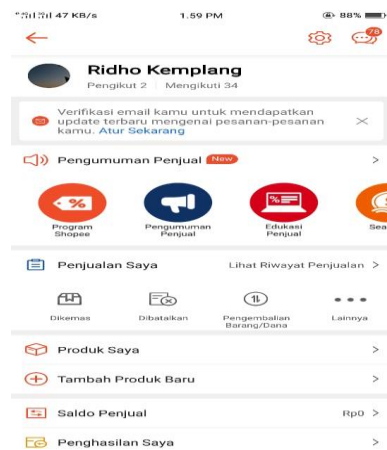 47 KB/s 1.59 PM 88%
78
Ridho Kemplang
Pengikut 2 Mengikuti 34
Verifikasi email kamu untuk mendapatkan
update terbaru mengenai pesanan-pesanan
kamu. Atur Sekarang
Pengumuman Penjual New
Program
Shopee
Pengumuman
Penjual
Edukasi
Penjual
Sea
Penjualan Saya Lihat Riwayat Penjualan >
Dikemas
Dibatalkan
Pengembalian
Barang/Dana
Lainnya
Produk Saya >
Tambah Produk Baru >
Saldo Penjual Rp0 >
Penghasilan Saya >